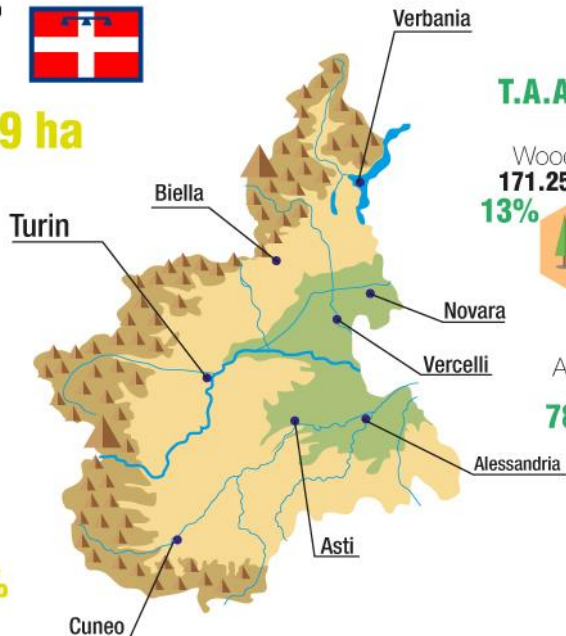 Verbania
9 ha
T.A.A
Wood
171.25
13%
Biella
Turin
Novara
Vercelli
A
78
Alessandria
Asti
%
Cuneo